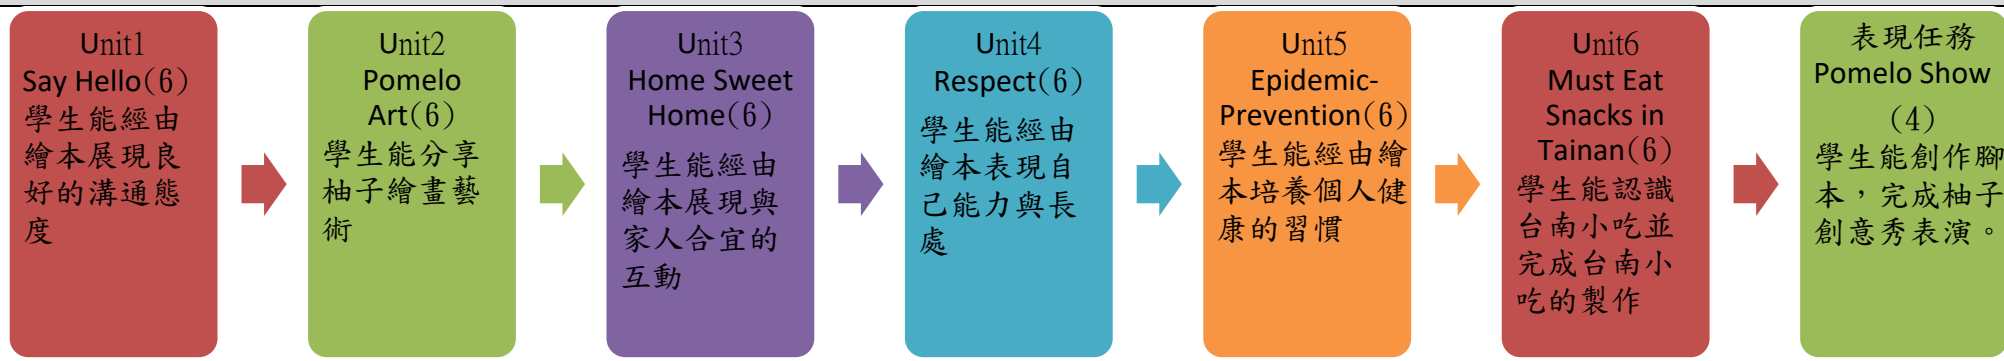 Unit1
Say Hello(6)
學生能經由
繪本展現良
好的溝通態
度
Unit2
Pomelo
Art(6)
學生能分享
柚子繪畫藝
術
Unit3
Home Sweet
Home(6)
學生能經由
繪本展現與
家人合宜的
互動
Unit4
Respect(6)
學生能經由
繪本表現自
己能力與長
處
Unit5
Epidemic-
Prevention(6)
學生能經由繪
本培養個人健
康的習慣
Unit6
Must Eat
Snacks in
Tainan(6)
學生能認識
台南小吃並
完成台南小
吃的製作
表現任務
Pomelo Show
(4)
學生能創作腳
本，完成柚子
創意秀表演。